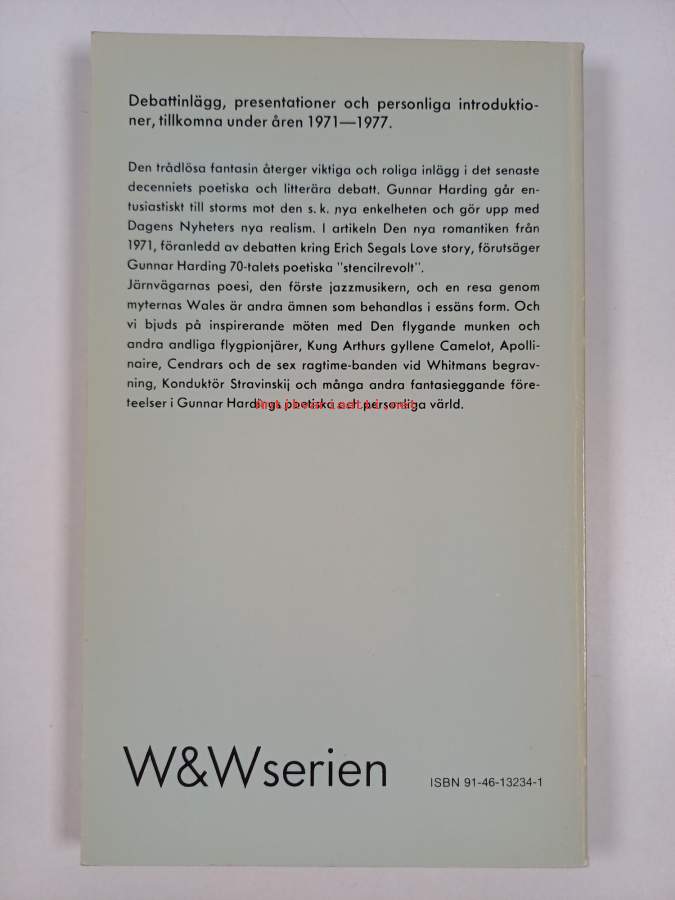 Debattinlägg, presentationer och personliga introduktio-
ner, tillkomna under åren 1971—1977.
Den trådlösa fantasin återger viktiga och roliga inlägg i det senaste
decenniets poetiska och litterära debatt. Gunnar Harding går en-
tusiastiskt till storms mot den s. k. nya enkelheten och gör upp med
Dagens Nyheters nya realism. I artikeln Den nya romantiken från
1971, föranledd av debatten kring Erich Segals Love story, förutsäger
Gunnar Harding 70-talets poetiska "stencilrevolt".
Järnvägarnas poesi, den förste jazzmusikern, och en resa genom
myternas Wales är andra ämnen som behandlas i essäns form. Och
vi bjuds på inspirerande möten med Den flygande munken och
andra andliga flygpionjärer, Kung Arthurs gyllene Camelot, Apolli-
naire, Cendrars och de sex ragtime-banden vid Whitmans begrav-
ning, Konduktör Stravinskij och många andra fantasieggande före-
teelser i Gunnar Hardings poetiska och personliga värld.
Antikvariaatti.net
W&Wserien
ISBN 91-46-13234-1